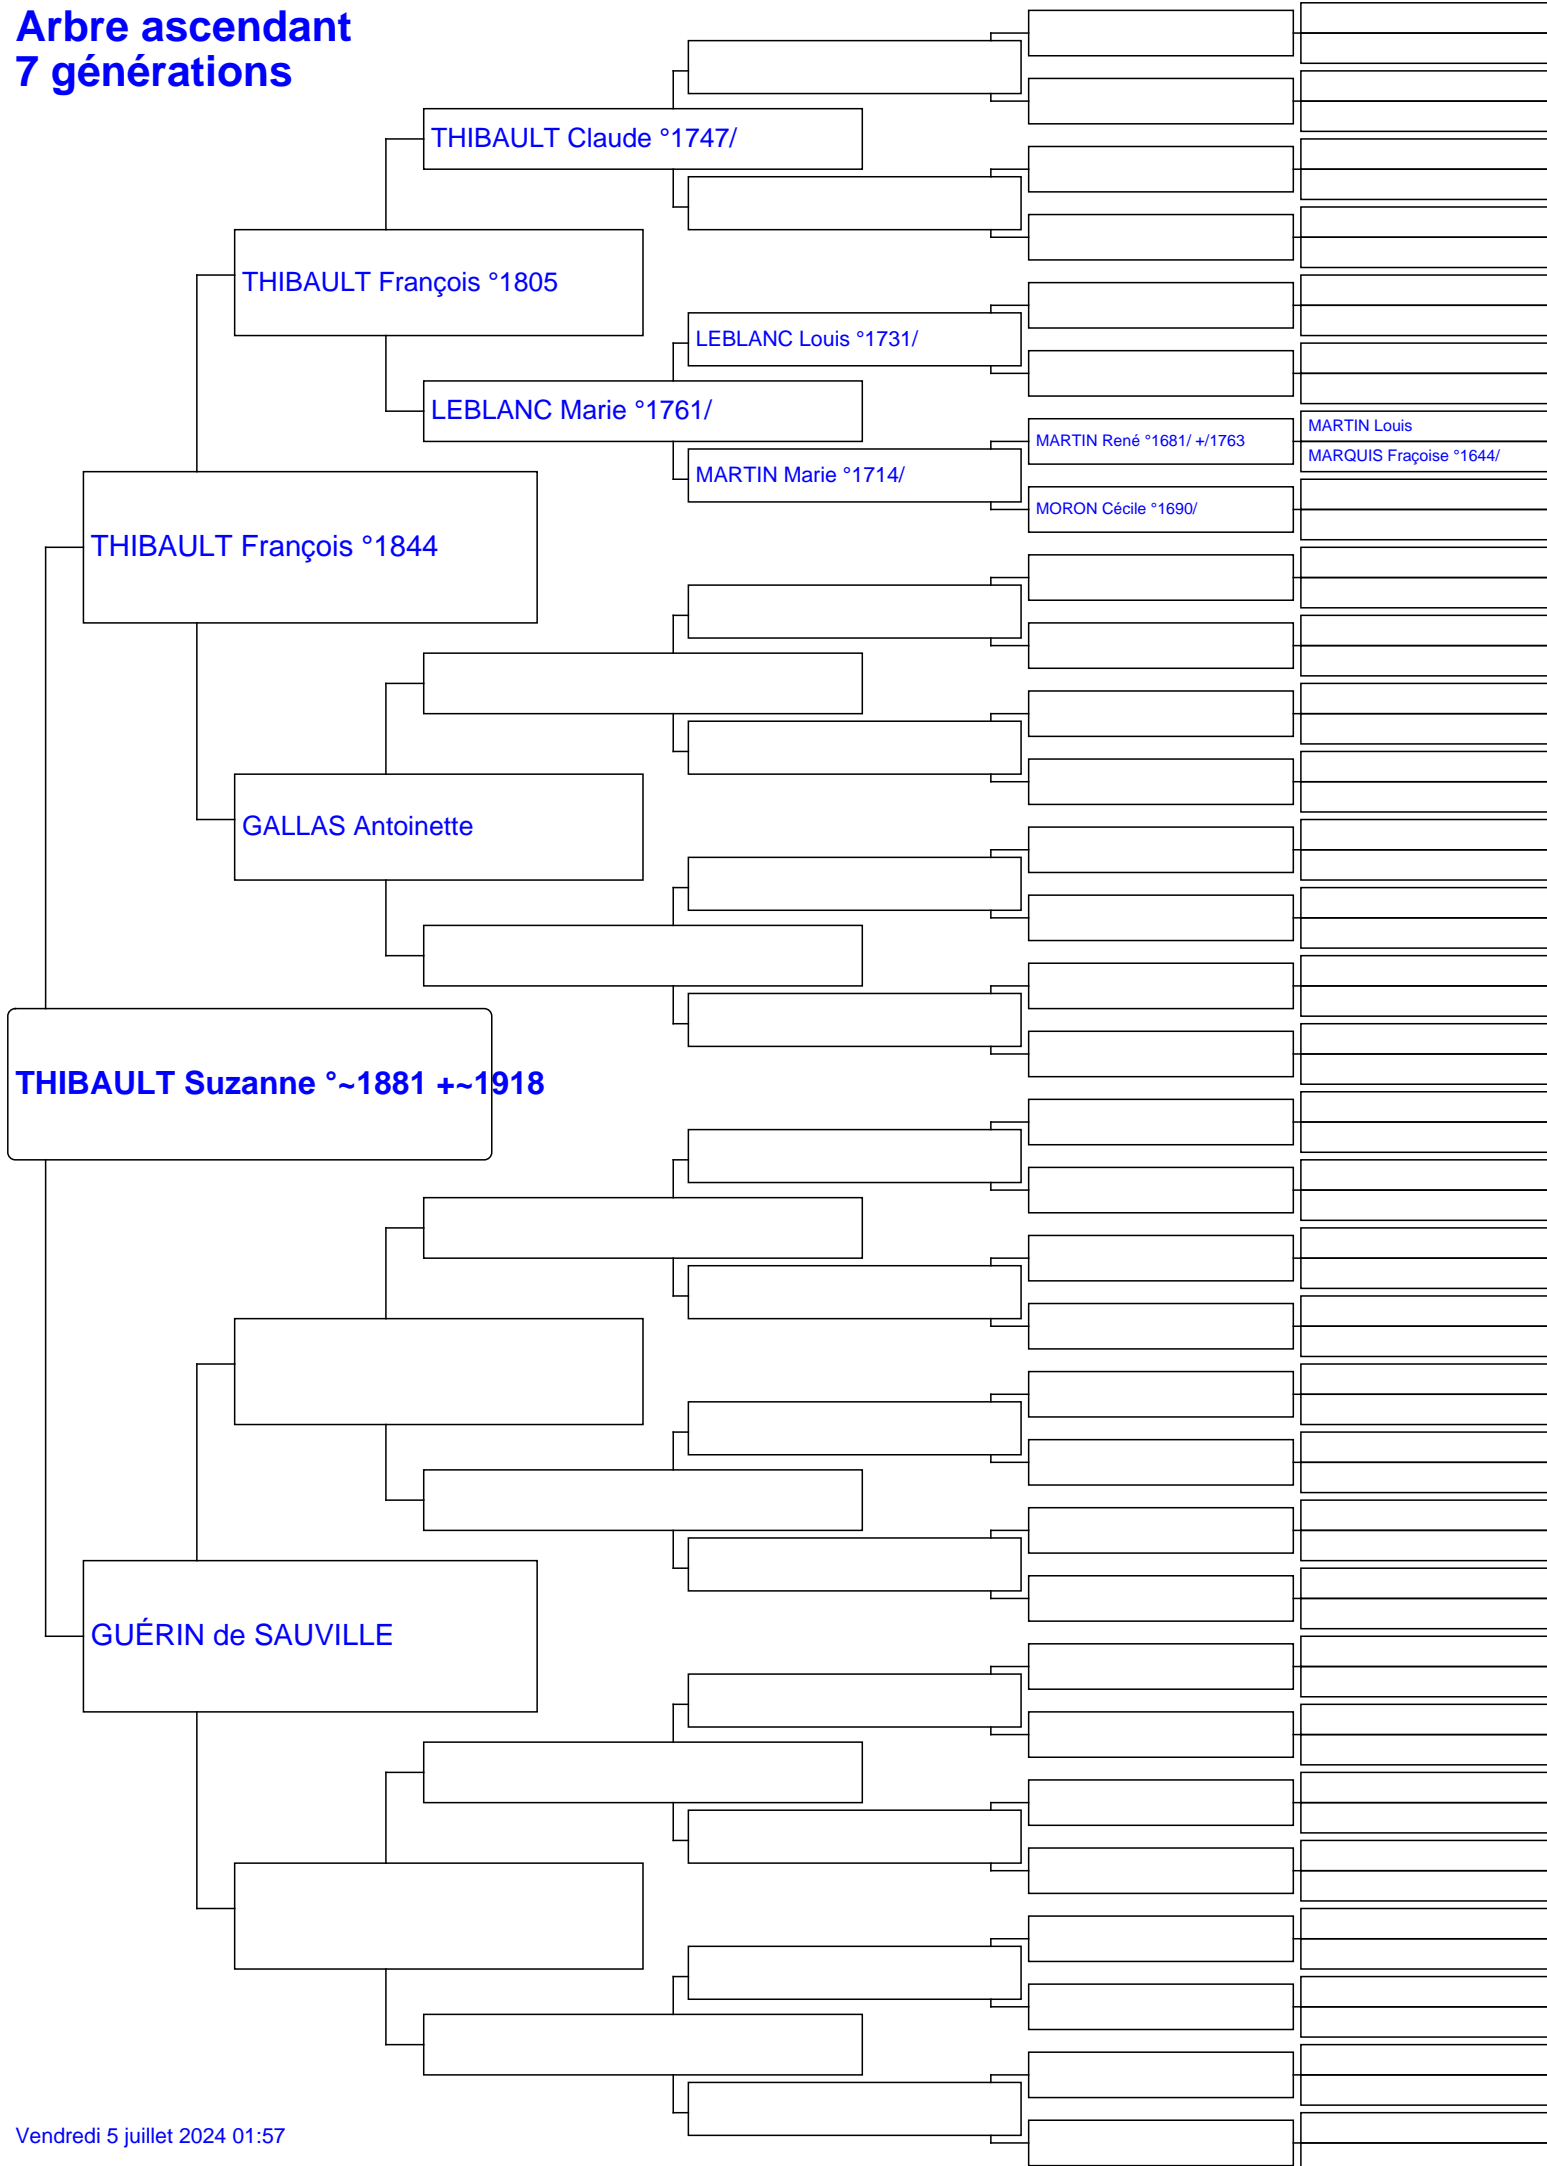 Arbre ascendant
7 générations
THIBAULT Claude °1747/
THIBAULT François °1805
LEBLANC Louis °1731/
LEBLANC Marie °1761/
MARTIN René °1681/ +/1763
MARTIN Louis
MARQUIS Fraçoise °1644/
MARTIN Marie °1714/
MORON Cécile °1690/
THIBAULT François °1844
GALLAS Antoinette
THIBAULT Suzanne °~1881 +~1918
GUÉRIN de SAUVILLE
Vendredi 5 juillet 2024 01:57